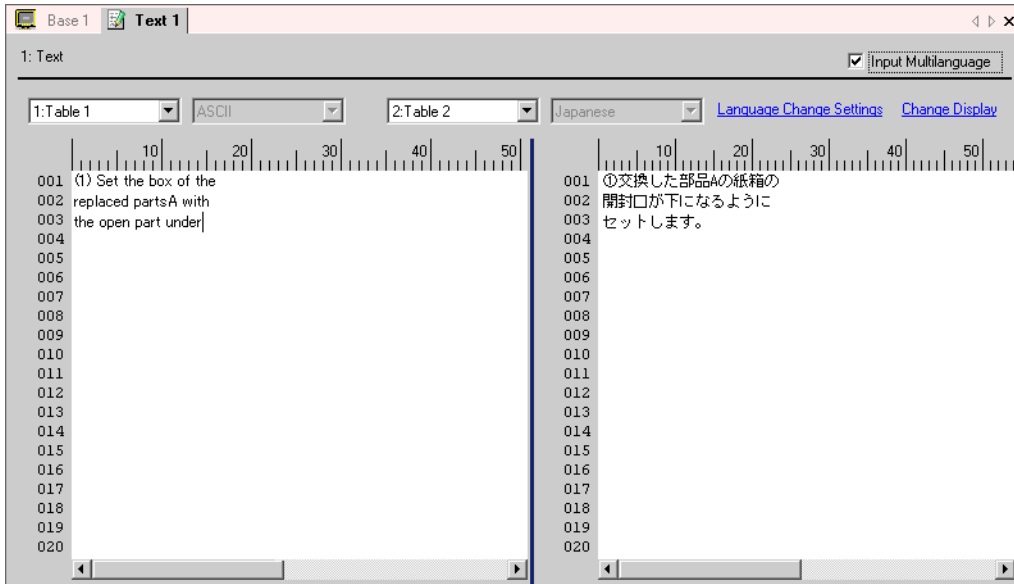 Base 1 Text 1
1: Text
Input Multilanguage
1:Table 1 ASCII 2:Table 2 Japanese Language Change Settings Change Display
10 20 30 40 50
001 (1) Set the box of the
002 replaced partsA with
003 the open part under
004
005
006
007
008
009
010
011
012
013
014
015
016
017
018
019
020
10 20 30 40 50
001 ①交換した部品Aの紙箱の
002 開封口が下になるように
003 セットします。
004
005
006
007
008
009
010
011
012
013
014
015
016
017
018
019
020